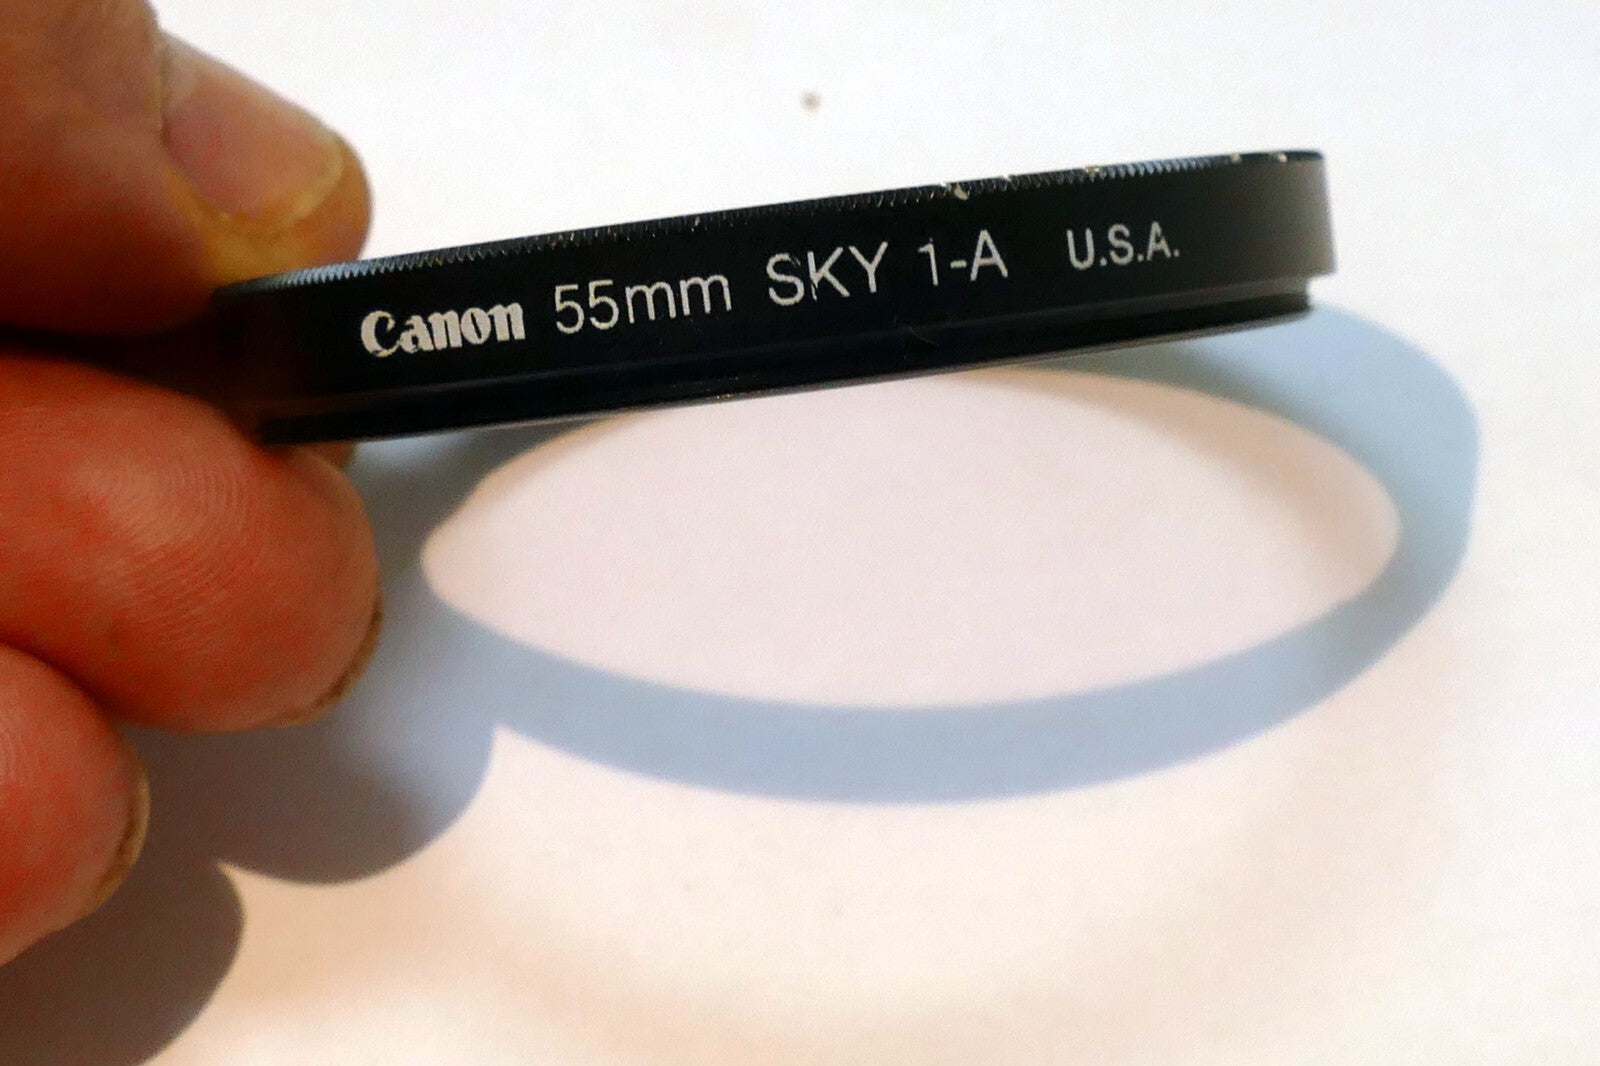 Canon 55mm SKY 1-A U.S.A.